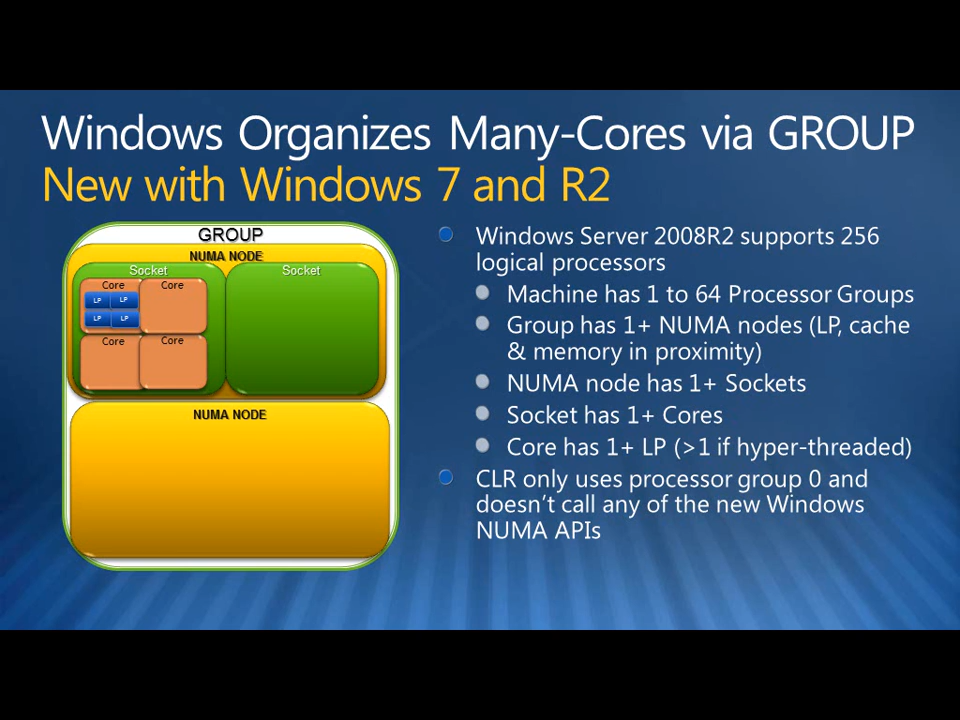 Windows Organizes Many-Cores via GROUP
New with Windows 7 and R2
GROUP
NUMA NODE
Socket
Socket
Core
Core
LP
LP
LP
LP
Core
Core
NUMA NODE
Windows Server 2008R2 supports 256
logical processors
Machine has 1 to 64 Processor Groups
Group has 1+ NUMA nodes (LP, cache
& memory in proximity)
NUMA node has 1+ Sockets
Socket has 1+ Cores
Core has 1+ LP (>1 if hyper-threaded)
CLR only uses processor group 0 and
doesn't call any of the new Windows
NUMA APIs